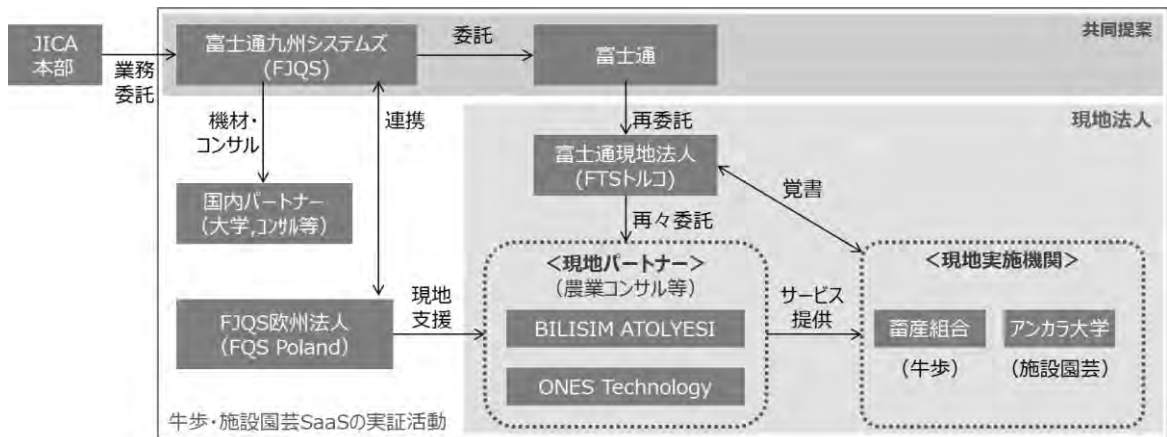 共同提案
JICA
本部
業務
委託
富士通九州システムズ
(FJQS)
委託
富士通
機材・
コンサル
連携
再委託
現地法人
富士通現地法人
(FTSトルコ)
覚書
国内パートナー
(大学,コンサル等)
再々委託
<現地パートナー>
(農業コンサル等)
<現地実施機関>
FJQS欧州法人
(FQS Poland)
現地
支援
BILISIM ATOLYESI
ONES Technology
サービス
提供
畜産組合
(牛歩)
アンカラ大学
(施設園芸)
牛歩・施設園芸SaaSの実証活動